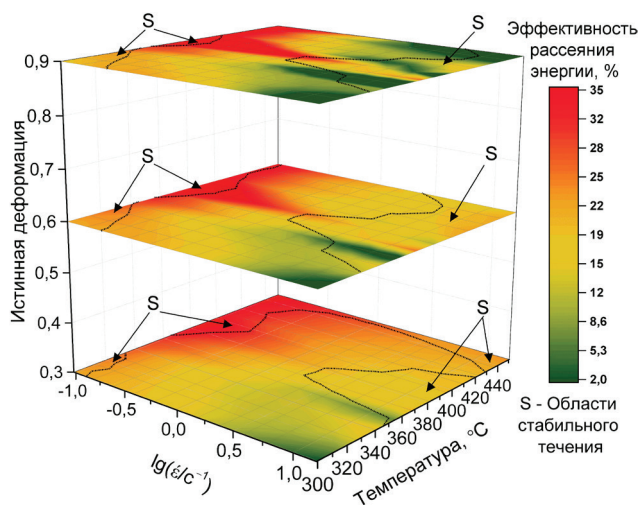 S
S
Эффективность
рассеяния
энергии, %
0,9
0,8
0,7
0,6
0,5
0,4
0,3
Истинная деформация
S
S
S
S
35
32
29
25
22
18
15
12
8,6
5,3
2,0
S - Области
стабильного
течения
-1,0
-0,5
0,0
0,5
1,0
lg(ε̇/c⁻¹)
300
320
340
360
380
400
420
440
Температура, °C